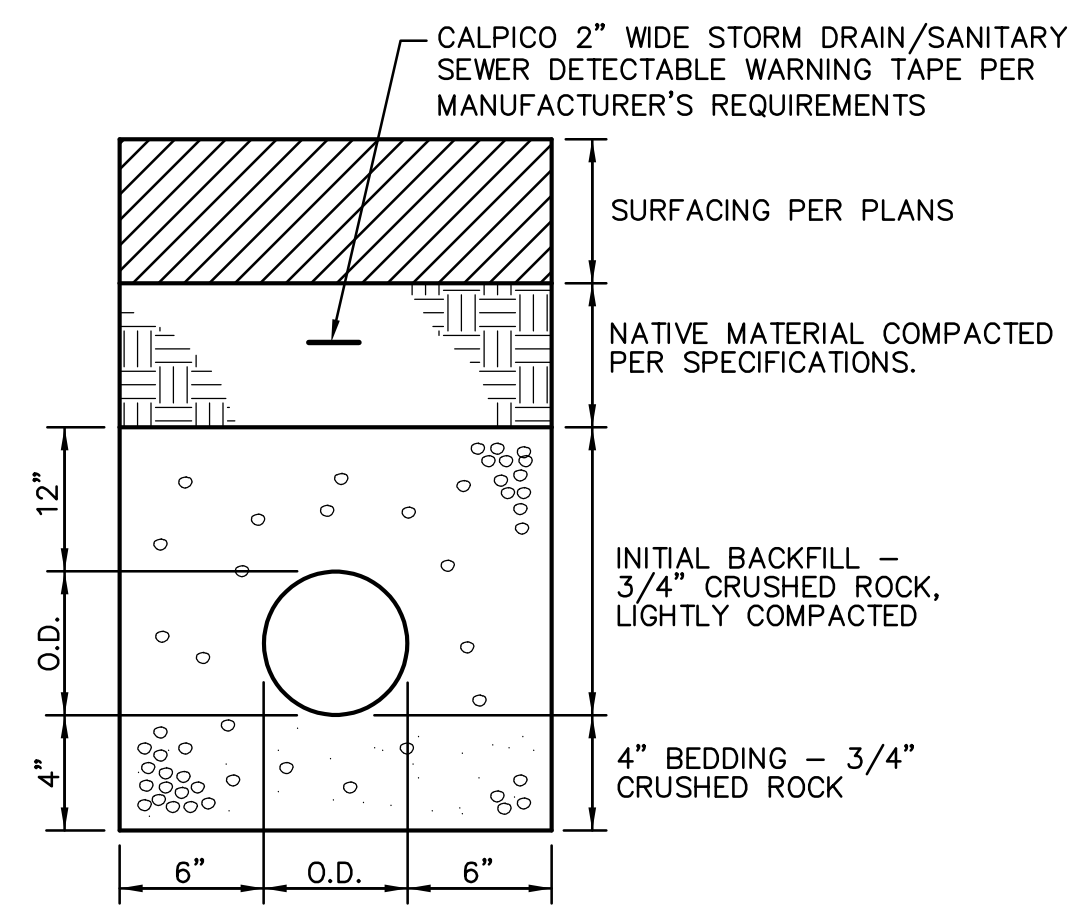 CALPICO 2" WIDE STORM DRAIN/SANITARY
SEWER DETECTABLE WARNING TAPE PER
MANUFACTURER'S REQUIREMENTS
SURFACING PER PLANS
NATIVE MATERIAL COMPACTED
PER SPECIFICATIONS.
12"
INITIAL BACKFILL –
3/4" CRUSHED ROCK,
LIGHTLY COMPACTED
O.D.
4"
4" BEDDING – 3/4"
CRUSHED ROCK
6"
O.D.
6"